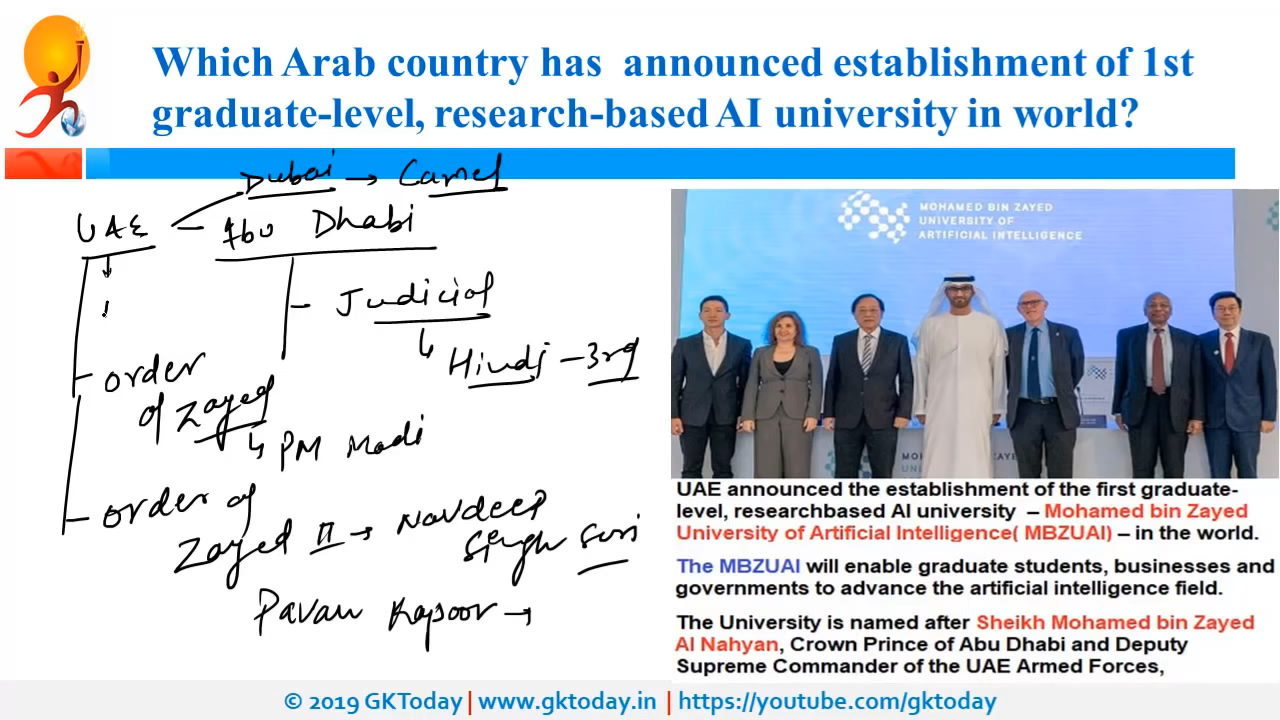 Which Arab country has announced establishment of 1st
graduate-level, research-based AI university in world?
Dubai → Camel
UAE - Abu Dhabi
- Judicial
↳ Hindi - 3rd
- order
of Zayed
↳ PM Modi
- order of
Zayed II → Navdeep
Singh Suri
Pavan Kapoor →
MOHAMED BIN ZAYED
UNIVERSITY OF
ARTIFICIAL INTELLIGENCE
UAE announced the establishment of the first graduate-
level, researchbased AI university – Mohamed bin Zayed
University of Artificial Intelligence( MBZUAI) – in the world.
The MBZUAI will enable graduate students, businesses and
governments to advance the artificial intelligence field.
The University is named after Sheikh Mohamed bin Zayed
Al Nahyan, Crown Prince of Abu Dhabi and Deputy
Supreme Commander of the UAE Armed Forces,
© 2019 GKToday | www.gktoday.in | https://youtube.com/gktoday